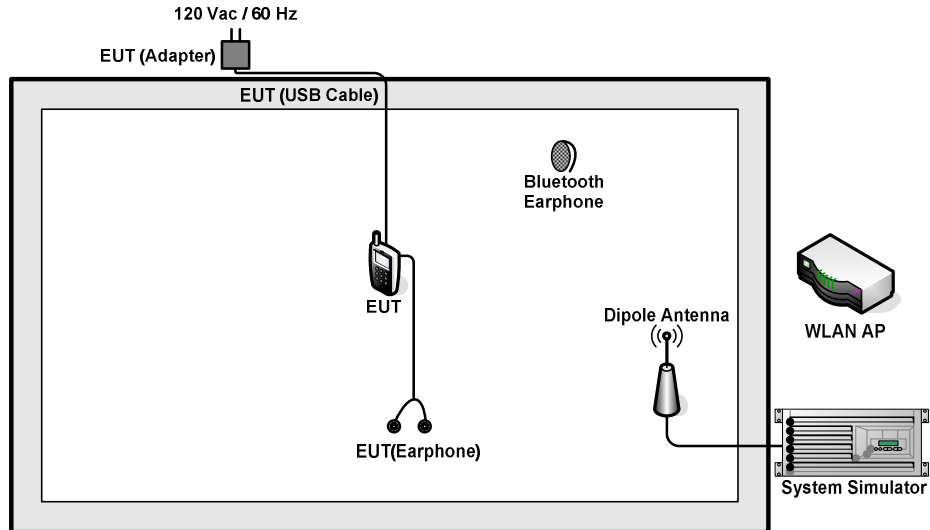 120 Vac / 60 Hz
EUT (Adapter)
EUT (USB Cable)
Bluetooth
Earphone
EUT
Dipole Antenna
WLAN AP
EUT(Earphone)
System Simulator